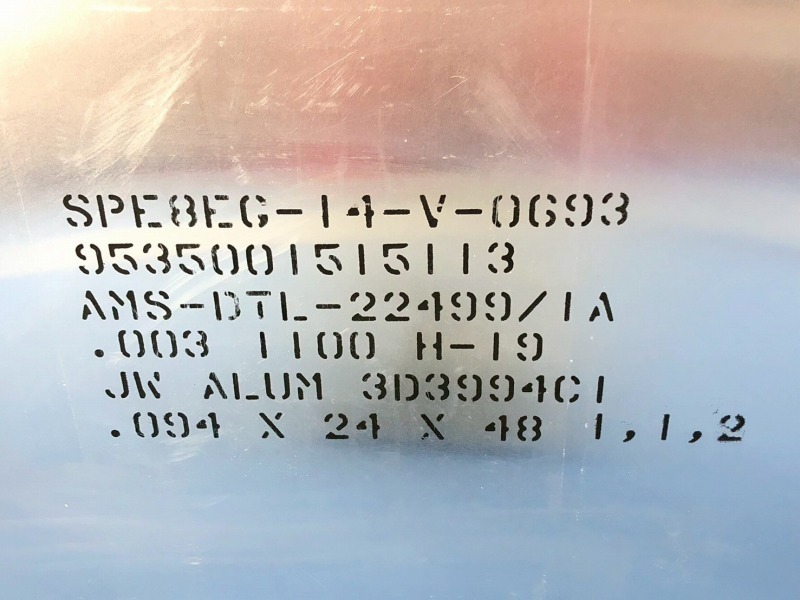 SPE8EG-14-V-0693
9535001515113
AMS-DTL-22499/1A
.003 1100 H-19
JW ALUM 3D3994C1
.094 X 24 X 48 1,1,2